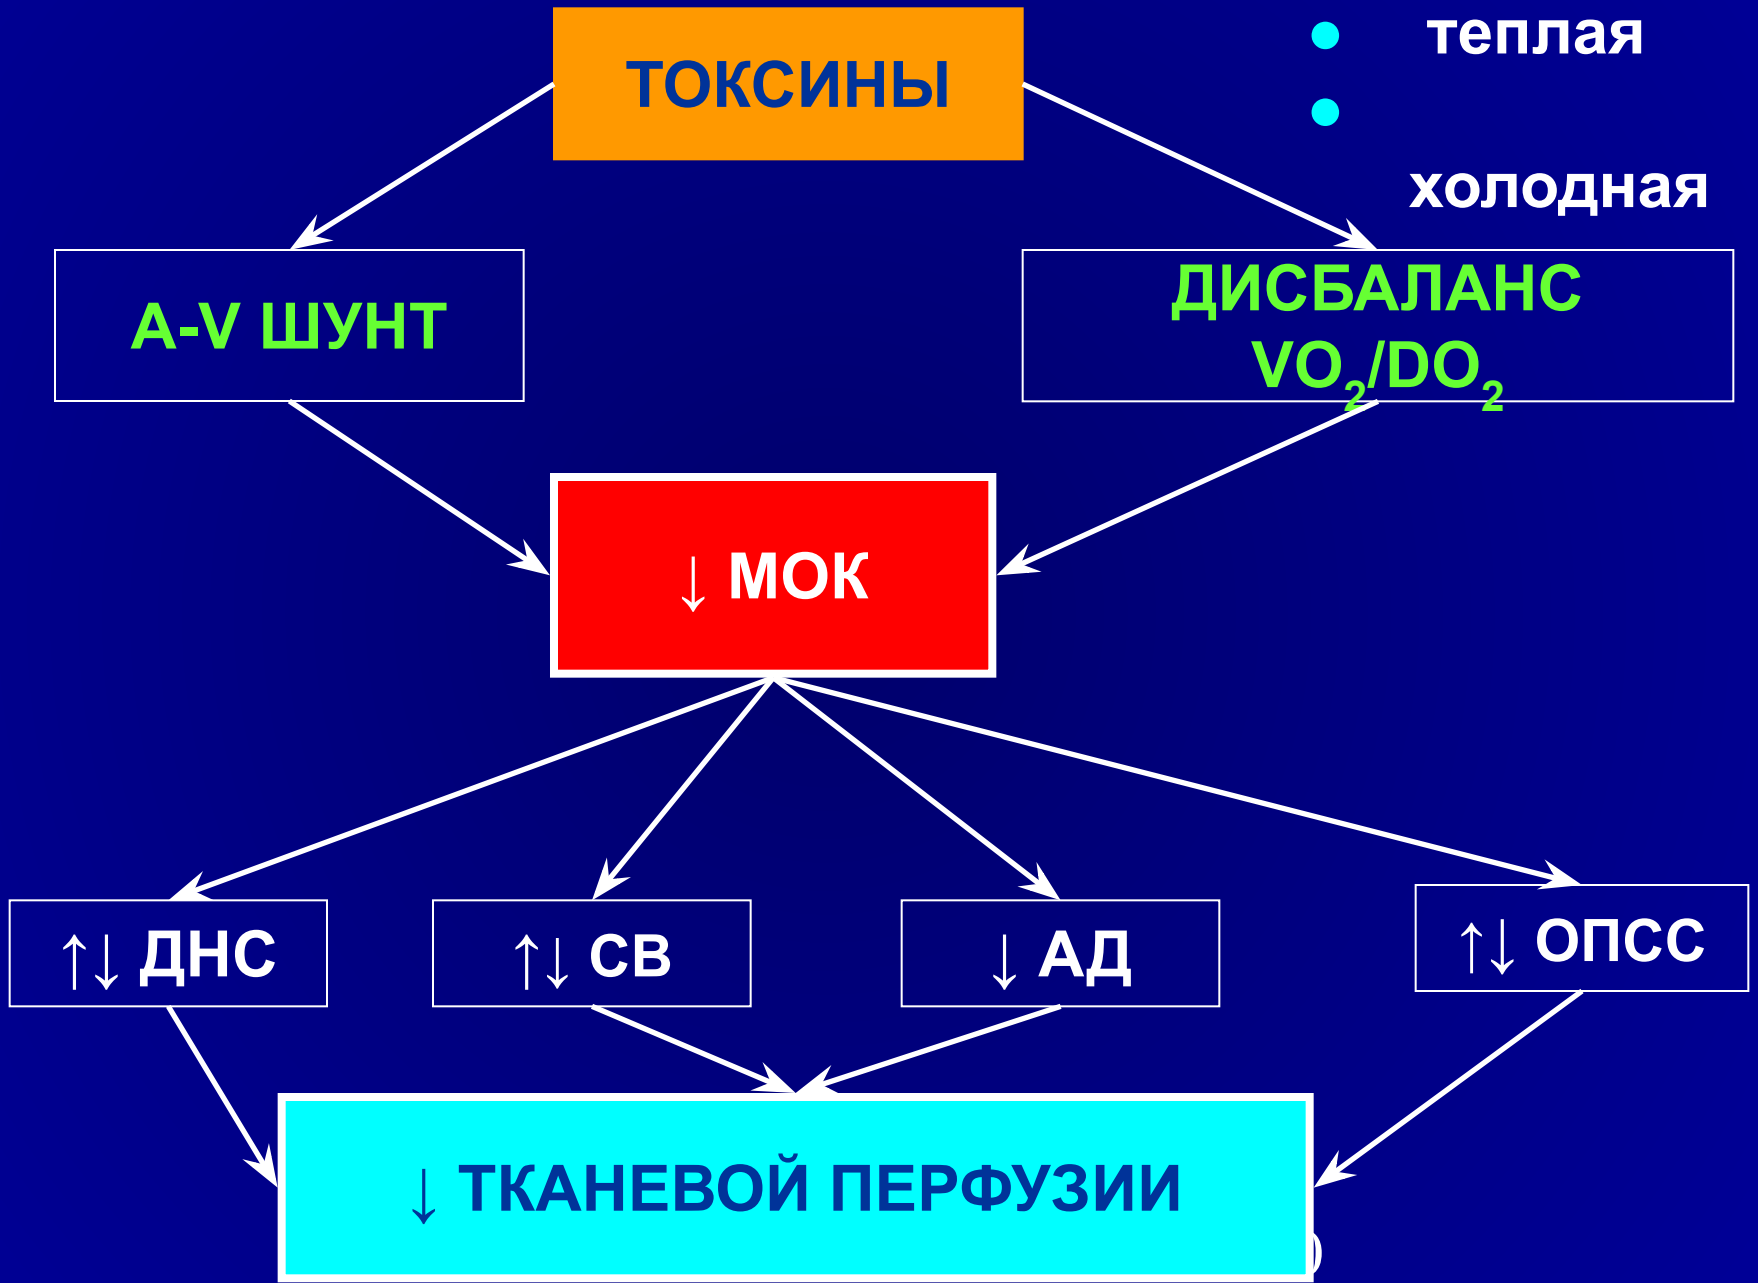 ТОКСИНЫ
• теплая
•
холодная
A-V ШУНТ
ДИСБАЛАНС
VO₂/DO₂
↓ МОК
↑↓ ДНС
↑↓ СВ
↓ АД
↑↓ ОПСС
↓ ТКАНЕВОЙ ПЕРФУЗИИ